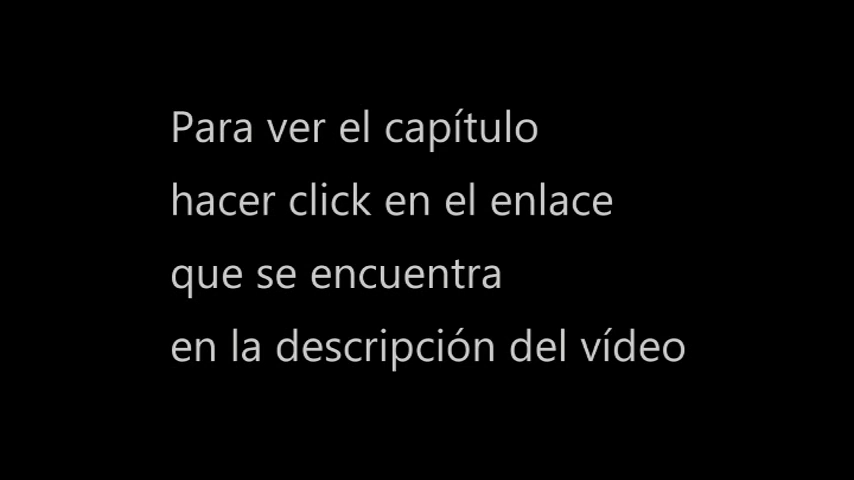 Para ver el capítulo
hacer click en el enlace
que se encuentra
en la descripción del vídeo